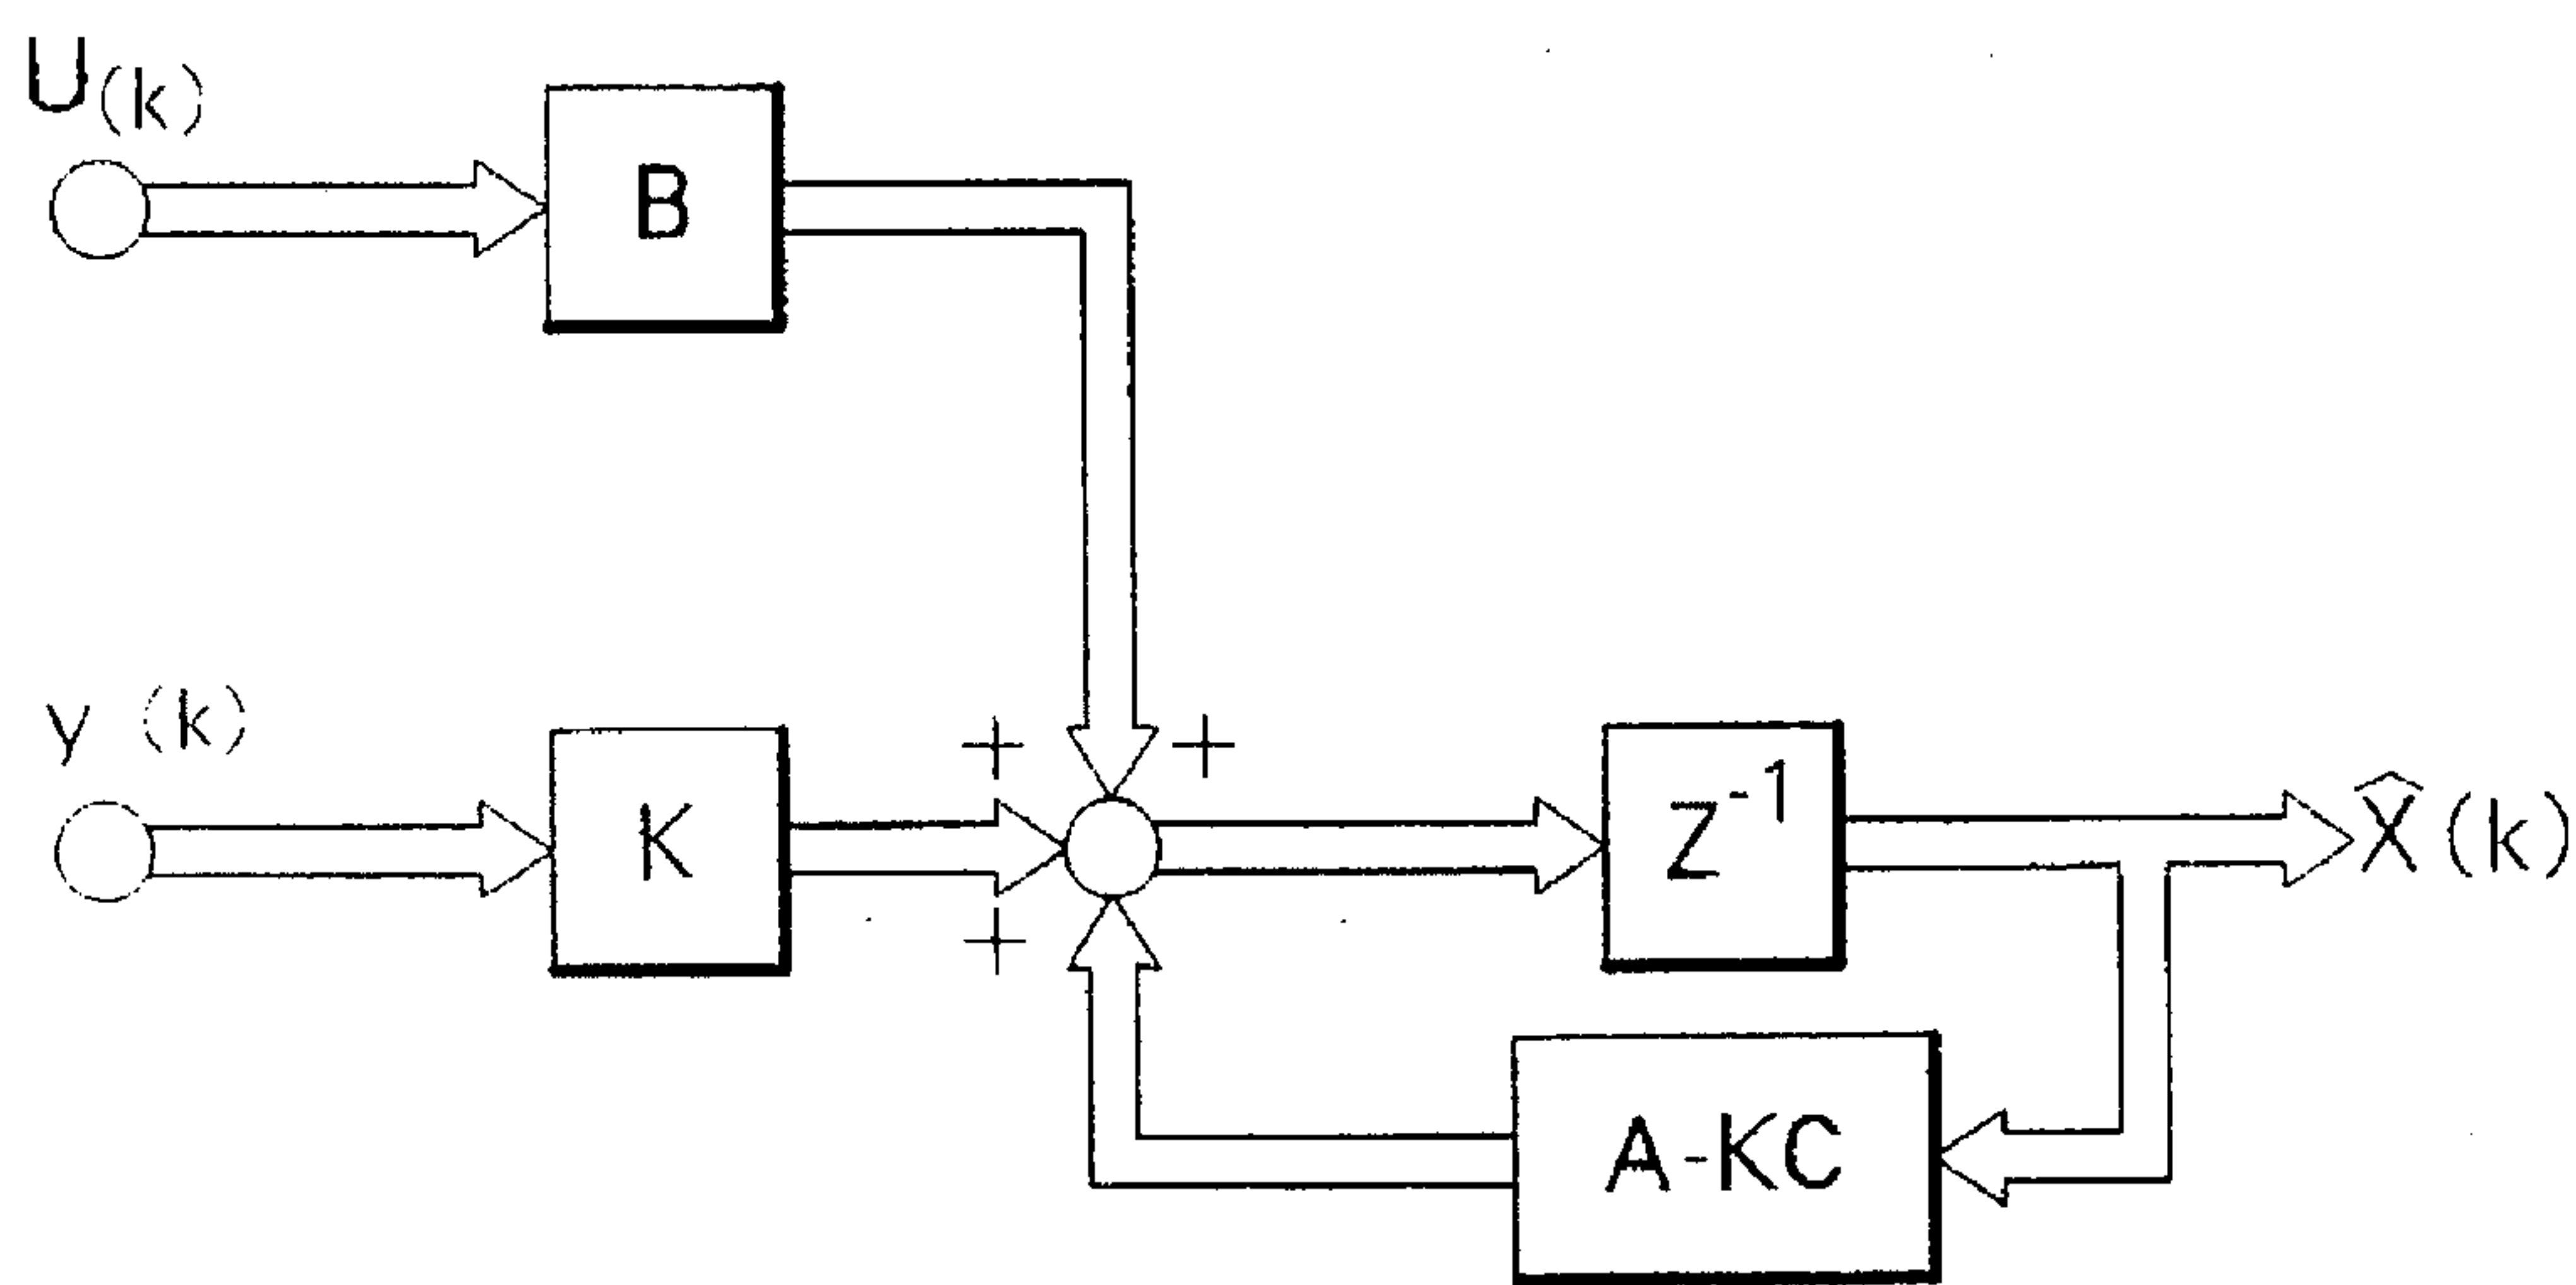 U(k)
B
y (k)
+ +
K
Z⁻¹
X̂(k)
+
A-KC